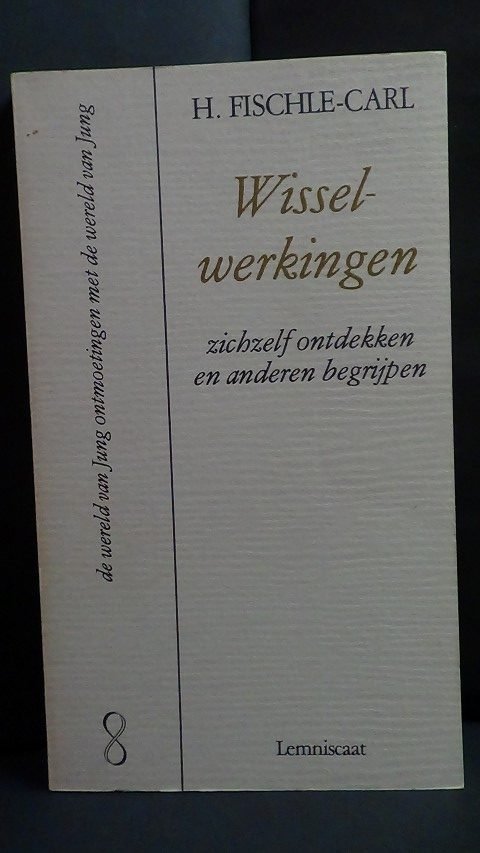 H. FISCHLE-CARL
Wissel-
werkingen
zichzelf ontdekken
en anderen begrijpen
Lemniscaat
de wereld van Jung ontmoetingen met de wereld van Jung